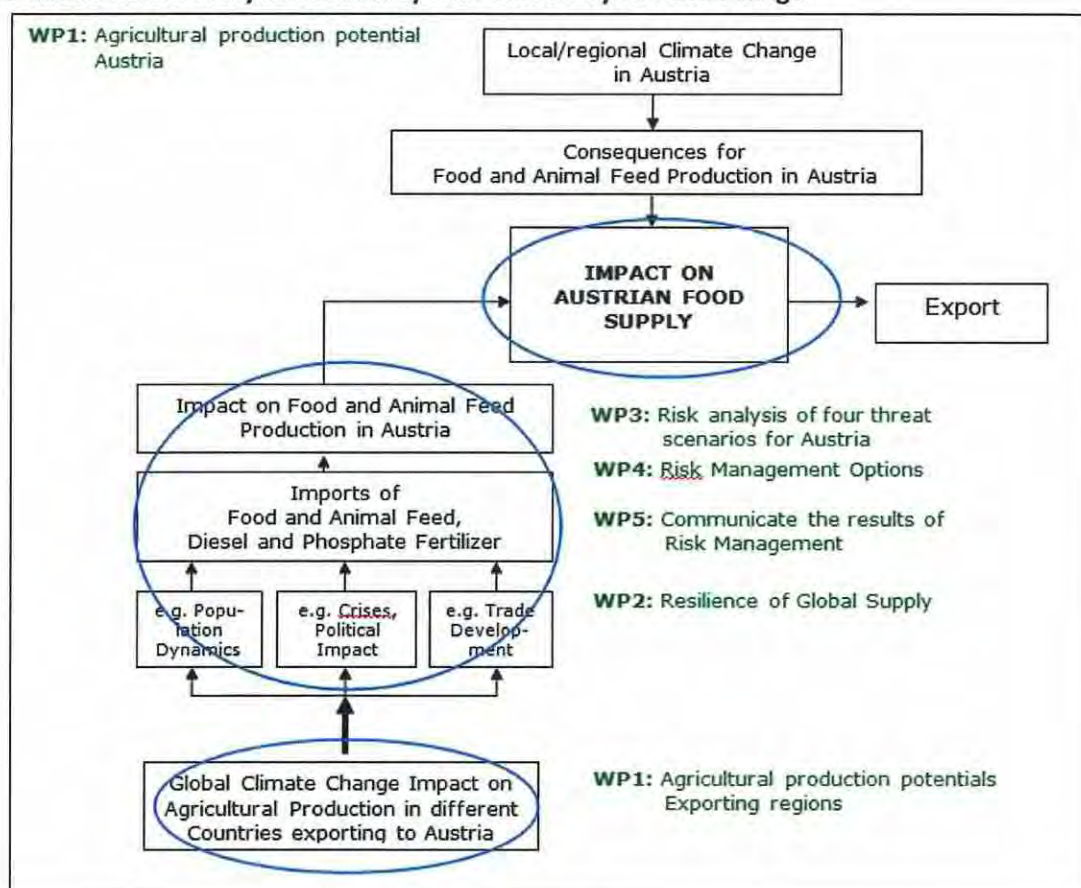 WP1: Agricultural production potential
Austria
Local/regional Climate Change
in Austria
Consequences for
Food and Animal Feed Production in Austria
IMPACT ON
AUSTRIAN FOOD
SUPPLY
Export
Impact on Food and Animal Feed
Production in Austria
WP3: Risk analysis of four threat
scenarios for Austria
WP4: Risk Management Options
Imports of
Food and Animal Feed,
Diesel and Phosphate Fertilizer
WP5: Communicate the results of
Risk Management
e.g. Popu-
lation
Dynamics
e.g. Crises,
Political
Impact
e.g. Trade
Develop-
ment
WP2: Resilience of Global Supply
Global Climate Change Impact on
Agricultural Production in different
Countries exporting to Austria
WP1: Agricultural production potentials
Exporting regions